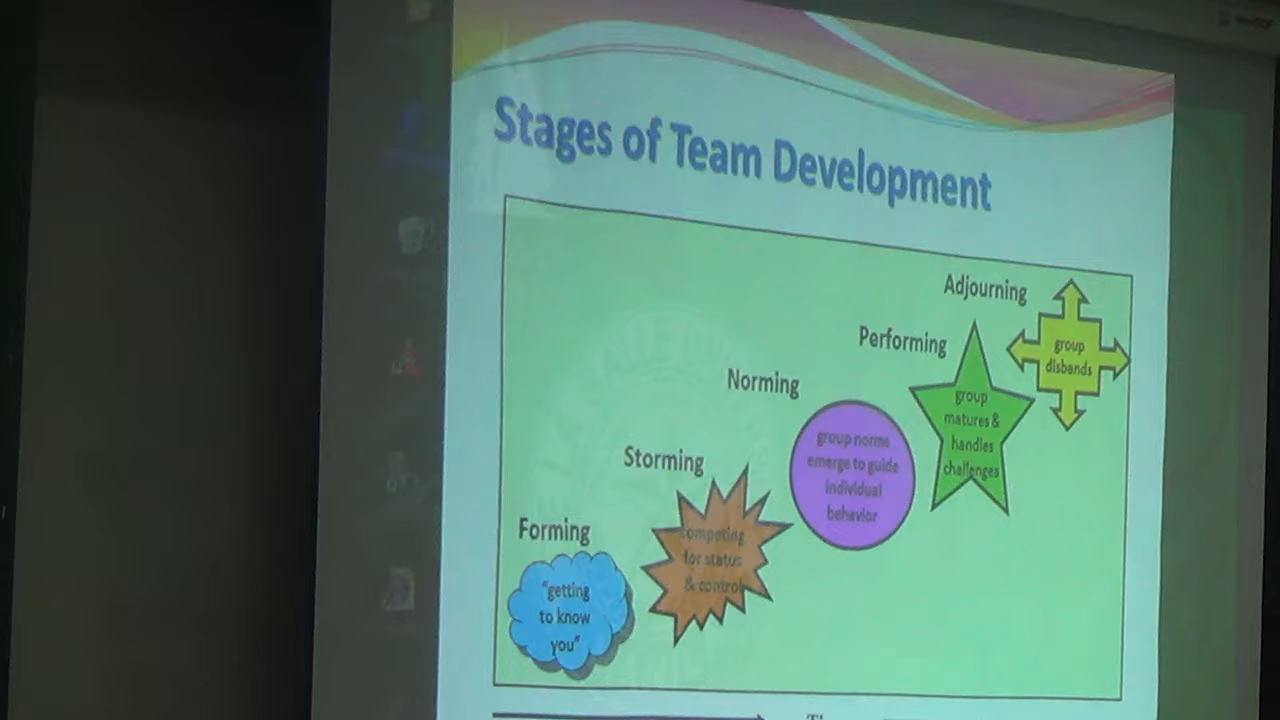 Stages of Team Development
Adjourning
group
disbands
Performing
group
matures &
handles
challenges
Norming
group norms
emerge to guide
individual
behavior
Storming
competing
for status
& control
Forming
"getting
to know
you"